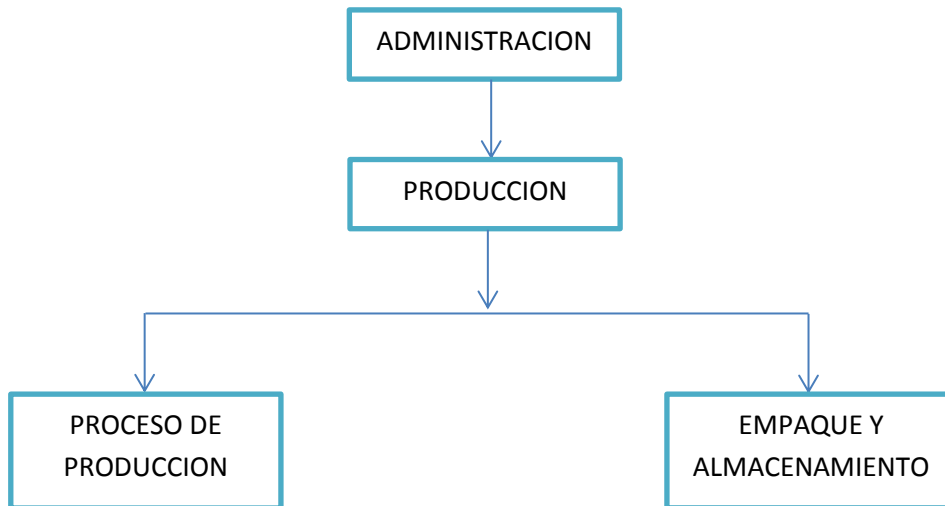 ADMINISTRACION
PRODUCCION
PROCESO DE
PRODUCCION
EMPAQUE Y
ALMACENAMIENTO